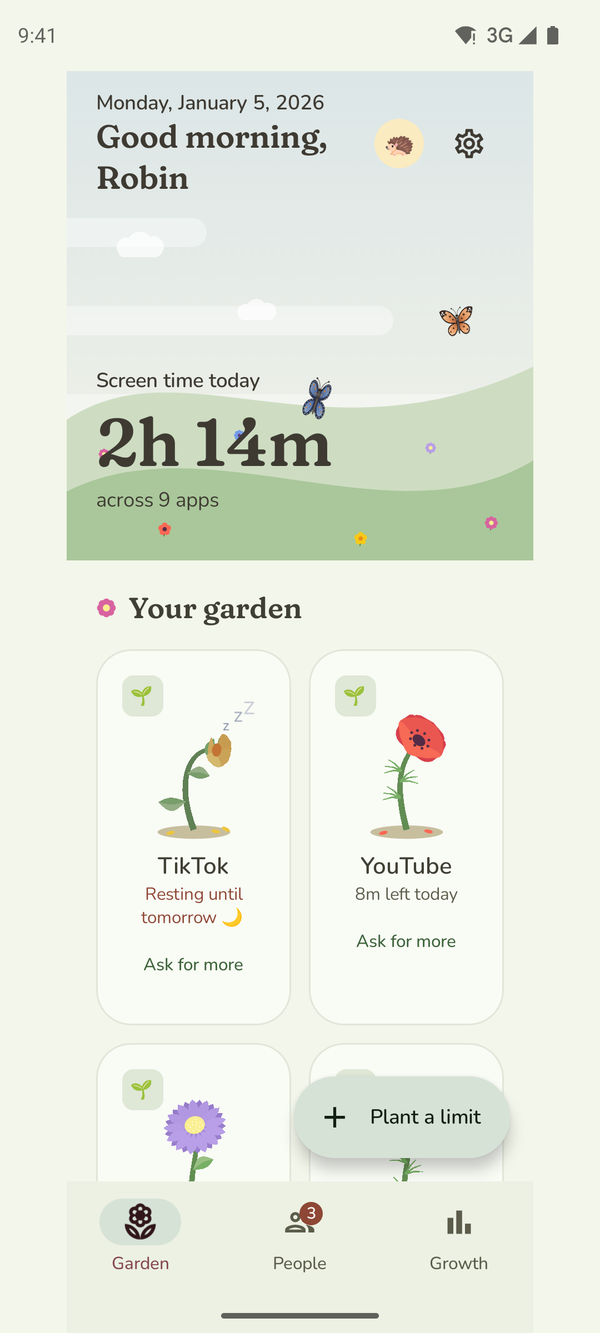 9:41
3G
Monday, January 5, 2026
Good morning,
Robin
Screen time today
2h 14m
across 9 apps
Your garden
z z Z
TikTok
Resting until
tomorrow 🌙
Ask for more
YouTube
8m left today
Ask for more
+ Plant a limit
3
Garden
People
Growth